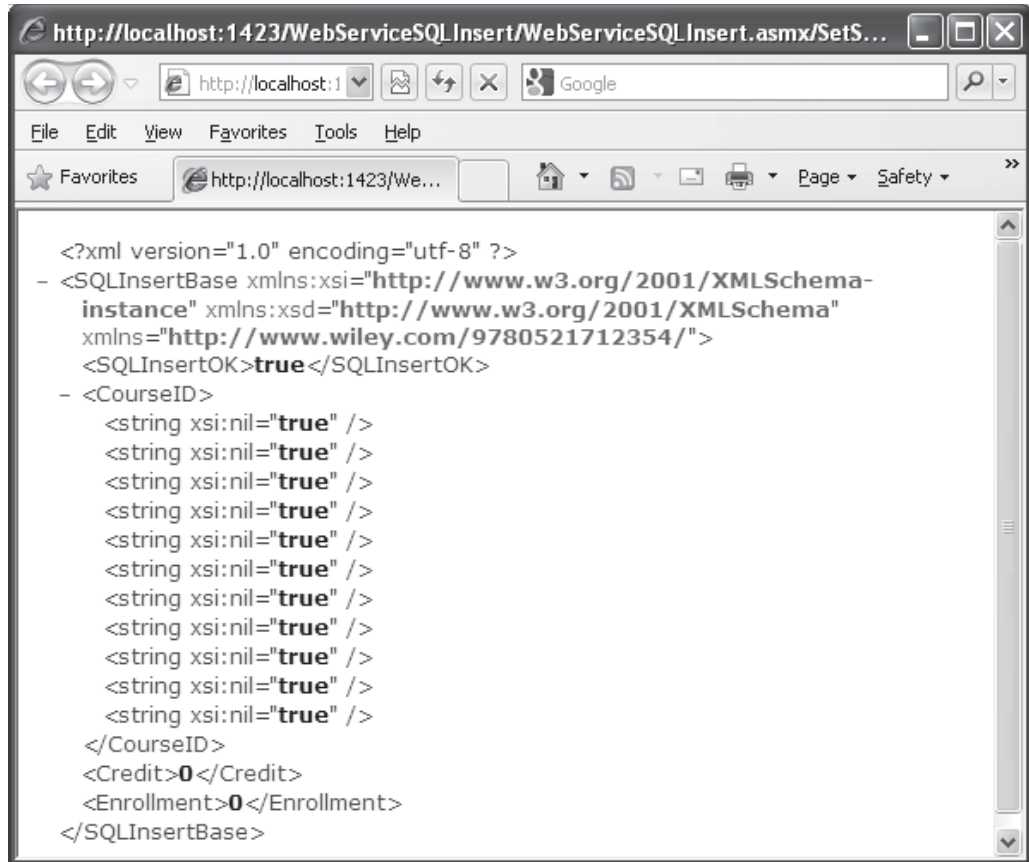 http://localhost:1423/WebServiceSQLInsert/WebServiceSQLInsert.asmx/SetS...
http://localhost:1
Google
File Edit View Favorites Tools Help
Favorites
http://localhost:1423/We...
Page
Safety
»
<?xml version="1.0" encoding="utf-8" ?>
– <SQLInsertBase xmlns:xsi="http://www.w3.org/2001/XMLSchema-
instance" xmlns:xsd="http://www.w3.org/2001/XMLSchema"
xmlns="http://www.wiley.com/9780521712354/">
<SQLInsertOK>true</SQLInsertOK>
– <CourseID>
<string xsi:nil="true" />
<string xsi:nil="true" />
<string xsi:nil="true" />
<string xsi:nil="true" />
<string xsi:nil="true" />
<string xsi:nil="true" />
<string xsi:nil="true" />
<string xsi:nil="true" />
<string xsi:nil="true" />
<string xsi:nil="true" />
<string xsi:nil="true" />
</CourseID>
<Credit>0</Credit>
<Enrollment>0</Enrollment>
</SQLInsertBase>